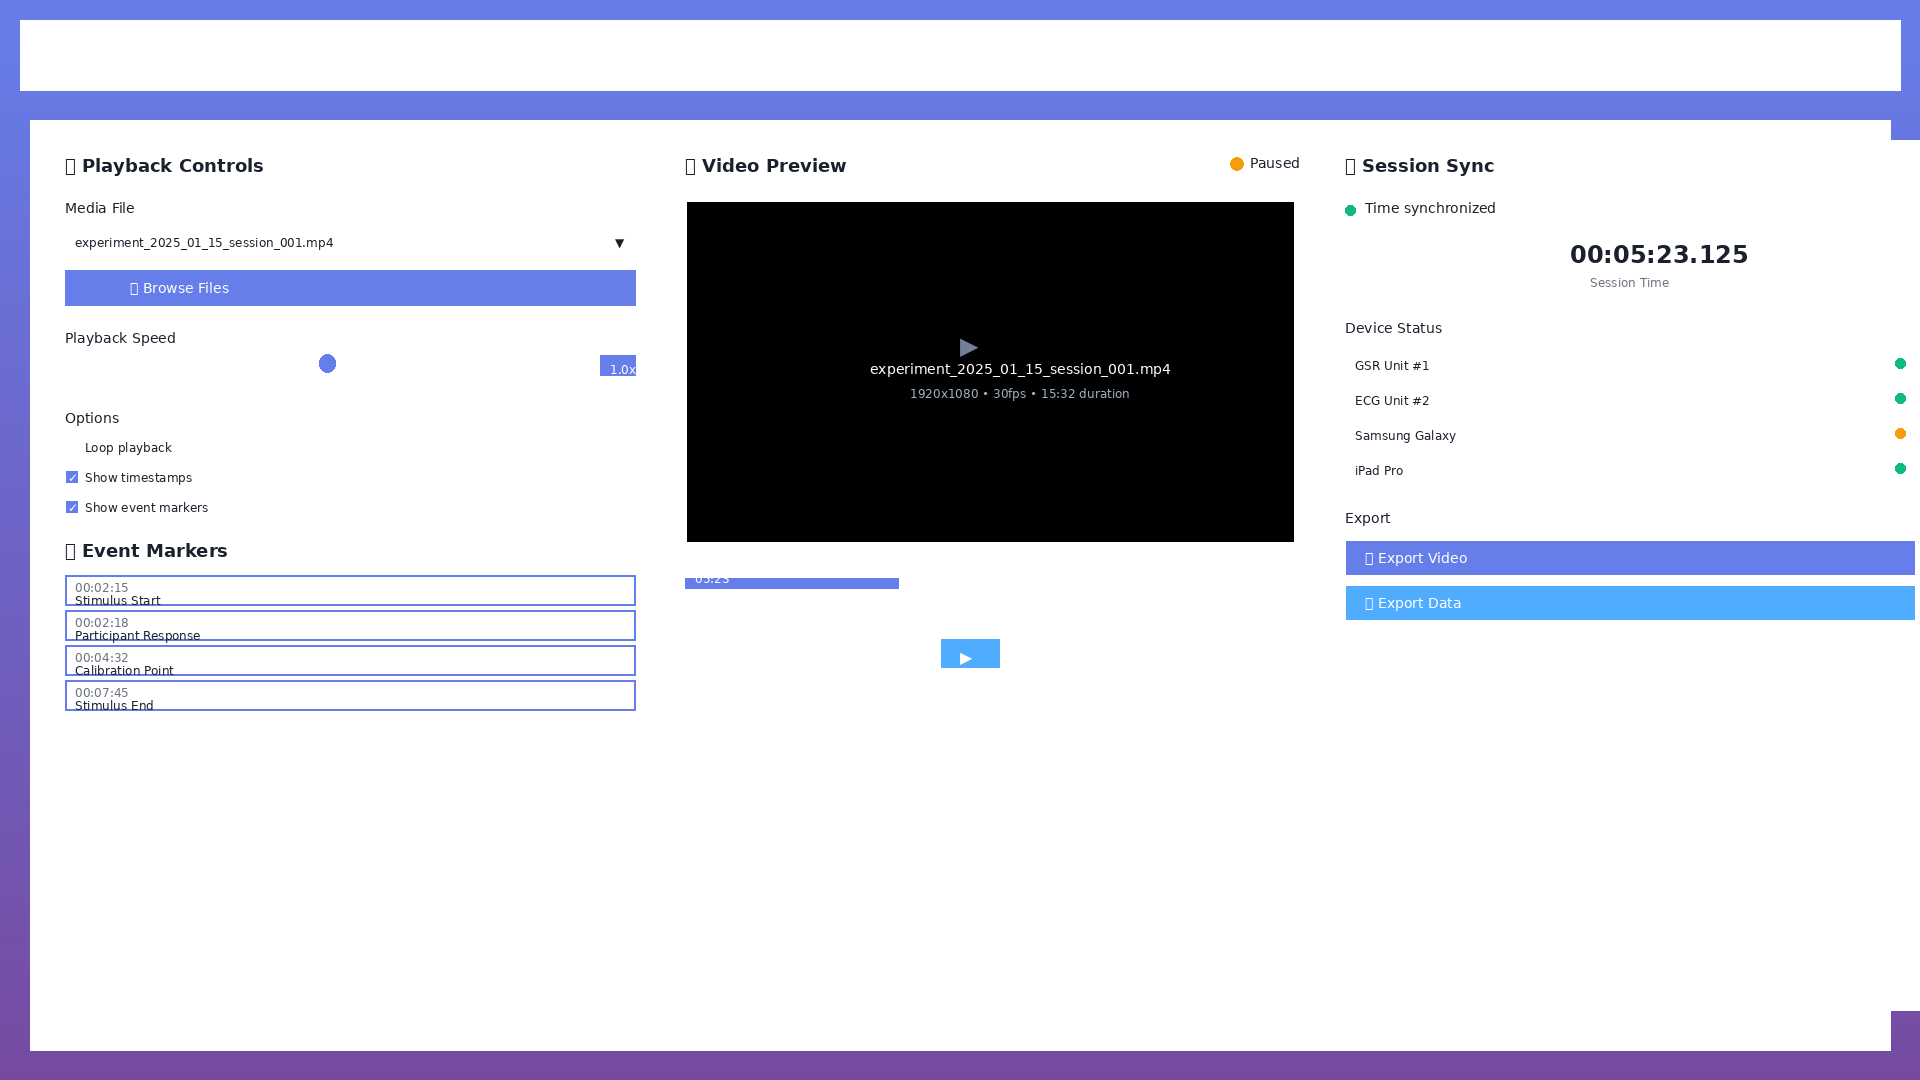 Playback Controls
Media File
experiment_2025_01_15_session_001.mp4 ▼
Browse Files
Playback Speed
1.0x
Options
Loop playback
✓ Show timestamps
✓ Show event markers
Event Markers
00:02:15
Stimulus Start
00:02:18
Participant Response
00:04:32
Calibration Point
00:07:45
Stimulus End
Video Preview
Paused
▶
experiment_2025_01_15_session_001.mp4
1920x1080 • 30fps • 15:32 duration
05:23
▶
Session Sync
Time synchronized
00:05:23.125
Session Time
Device Status
GSR Unit #1
ECG Unit #2
Samsung Galaxy
iPad Pro
Export
Export Video
Export Data